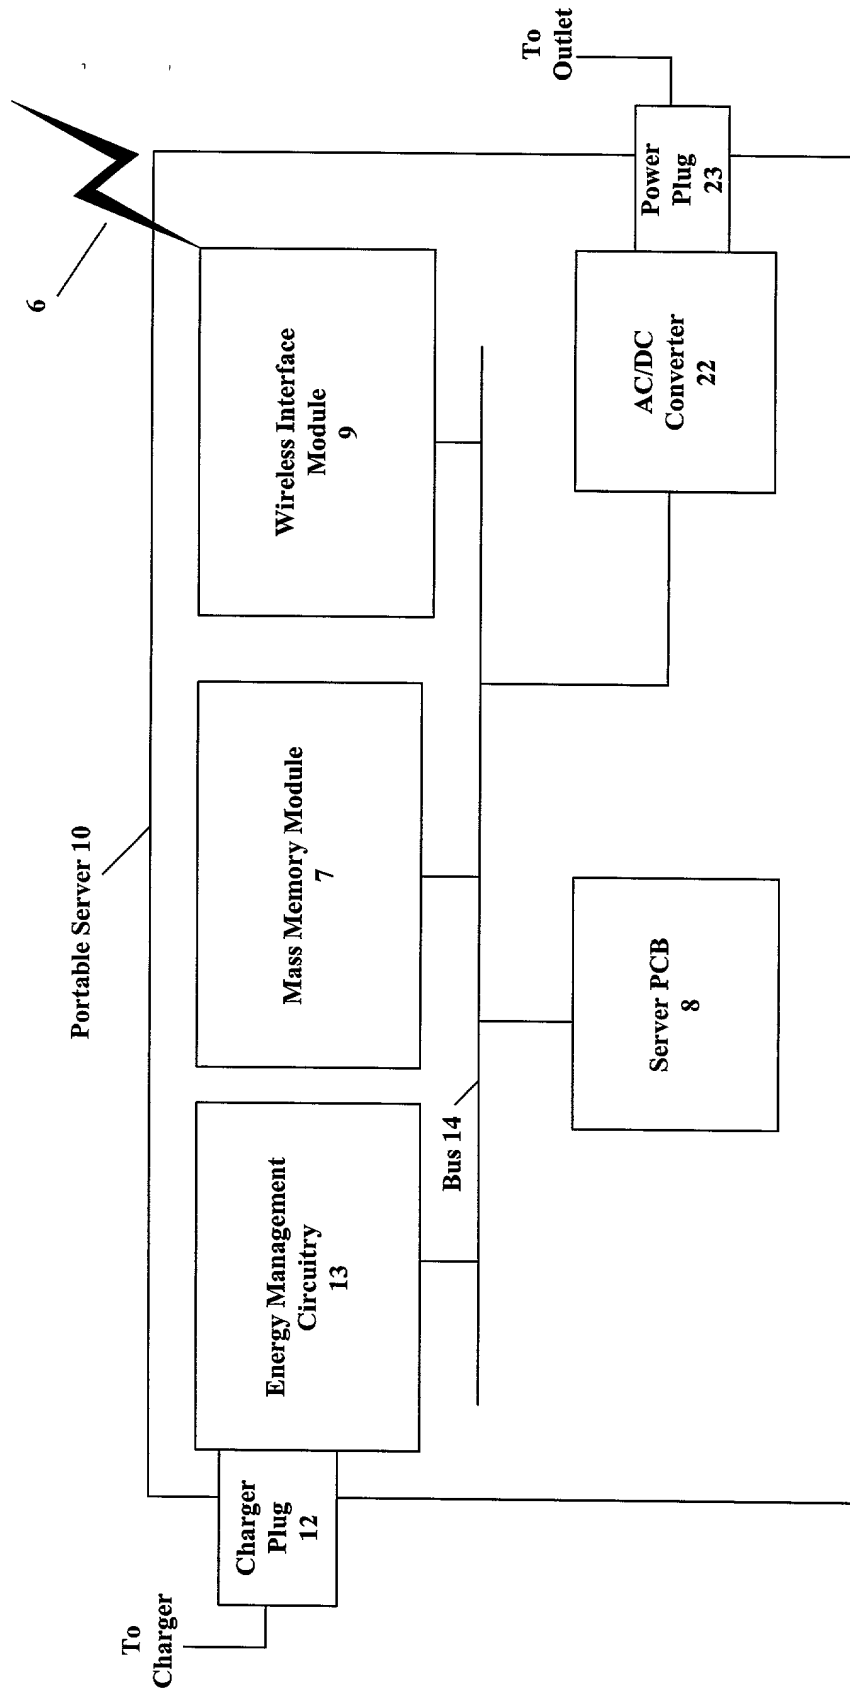 Portable Server 10
6
To
Charger
Charger
Plug
12
Energy Management
Circuitry
13
Mass Memory Module
7
Wireless Interface
Module
9
Bus 14
Server PCB
8
AC/DC
Converter
22
Power
Plug
23
To
Outlet